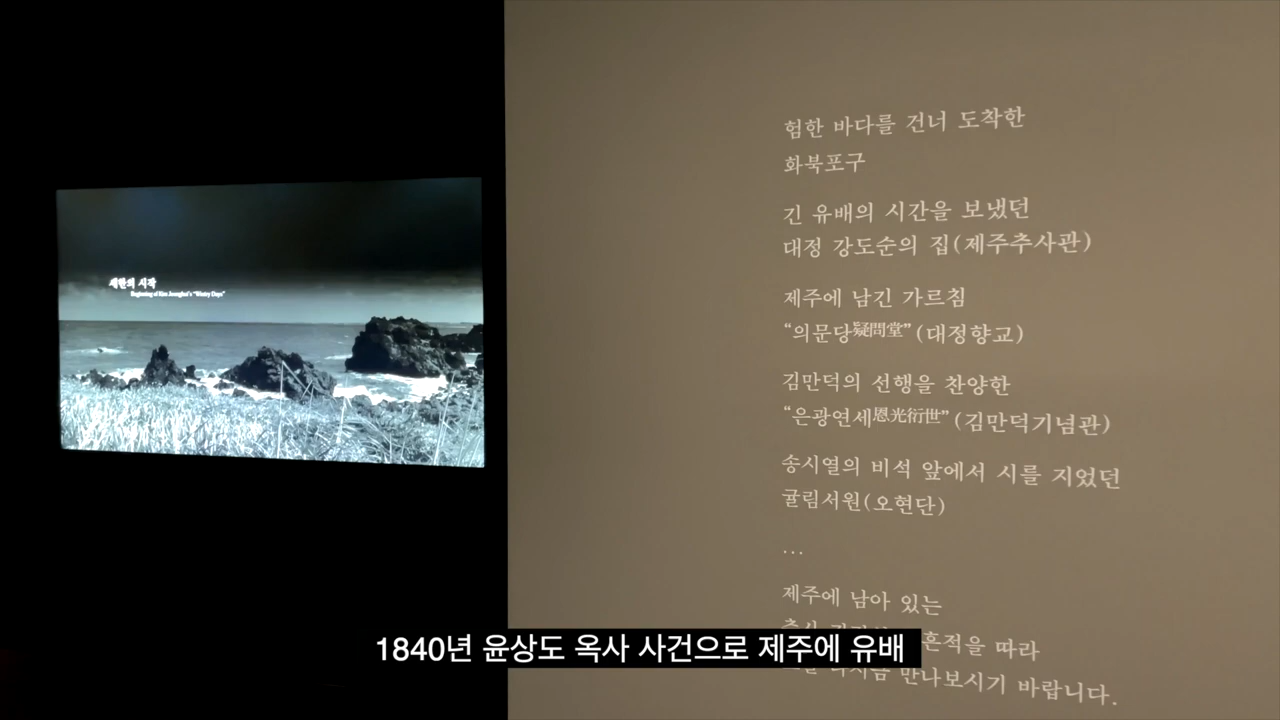 세한의 시작
Beginning of Kim Jeonghui's "Wintry Days"
험한 바다를 건너 도착한
화북포구
긴 유배의 시간을 보냈던
대정 강도순의 집(제주추사관)
제주에 남긴 가르침
“의문당疑問堂”(대정향교)
김만덕의 선행을 찬양한
“은광연세恩光衍世”(김만덕기념관)
송시열의 비석 앞에서 시를 지었던
귤림서원(오현단)
...
제주에 남아 있는
흔적을 따라
만나보시기 바랍니다.
1840년 윤상도 옥사 사건으로 제주에 유배